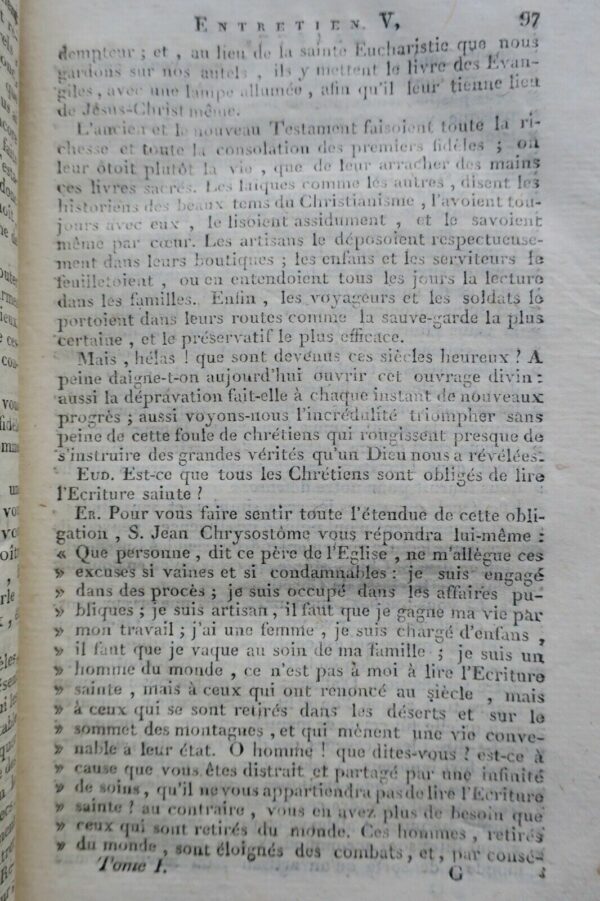 ENTRETIEN V, 97
dempteur ; et , au lieu de la sainte Eucharistie que nous
gardons sur nos autels , ils y mettent le livre des Evan-
giles , avec une lampe allumée , afin qu'il leur tienne lieu
de Jésus-Christ même.
L'ancien et le nouveau Testament faisoient toute la ri-
chesse et toute la consolation des premiers fidèles ; on
leur ôtoit plutôt la vie , que de leur arracher des mains
ces livres sacrés. Les laïques comme les autres , disent les
historiens des beaux tems du Christianisme , l'avoient tou-
jours avec eux , le lisoient assidument , et le savoient
même par cœur. Les artisans le déposoient respectueuse-
ment dans leurs boutiques ; les enfans et les serviteurs le
feuilletoient , ou en entendoient tous les jours la lecture
dans les familles. Enfin , les voyageurs et les soldats le
portoient dans leurs routes comme la sauve-garde la plus
certaine , et le préservatif le plus efficace.
Mais , hélas ! que sont devenus ces siècles heureux ? A
peine daigne-t-on aujourd'hui ouvrir cet ouvrage divin :
aussi la dépravation fait-elle à chaque instant de nouveaux
progrès ; aussi voyons-nous l'incrédulité triompher sans
peine de cette foule de chrétiens qui rougissent presque de
s'instruire des grandes vérités qu'un Dieu nous a révélées.
EUD. Est-ce que tous les Chrétiens sont obligés de lire
l'Ecriture sainte ?
ER. Pour vous faire sentir toute l'étendue de cette obli-
gation , S. Jean Chrysostôme vous répondra lui-même :
« Que personne , dit ce père de l'Eglise , ne m'allègue ces
» excuses si vaines et si condamnables : je suis engagé
» dans des procès ; je suis occupé dans les affaires pu-
» bliques ; je suis artisan , il faut que je gagne ma vie par
» mon travail ; j'ai une femme , je suis chargé d'enfans ,
» il faut que je vaque au soin de ma famille ; je suis un
» homme du monde , ce n'est pas à moi à lire l'Ecriture
» sainte , mais à ceux qui ont renoncé au siècle , mais
» à ceux qui se sont retirés dans les déserts et sur le
» sommet des montagnes , et qui mènent une vie conve-
» nable à leur état. O homme ! que dites-vous ? est-ce à
» cause que vous êtes distrait et partagé par une infinité
» de soins , qu'il ne vous appartiendra pas de lire l'Ecriture
» sainte ? au contraire , vous en avez plus de besoin que
» ceux qui sont retirés du monde. Ces hommes , retirés
» du monde , sont éloignés des combats , et , par consé-
Tome I. G